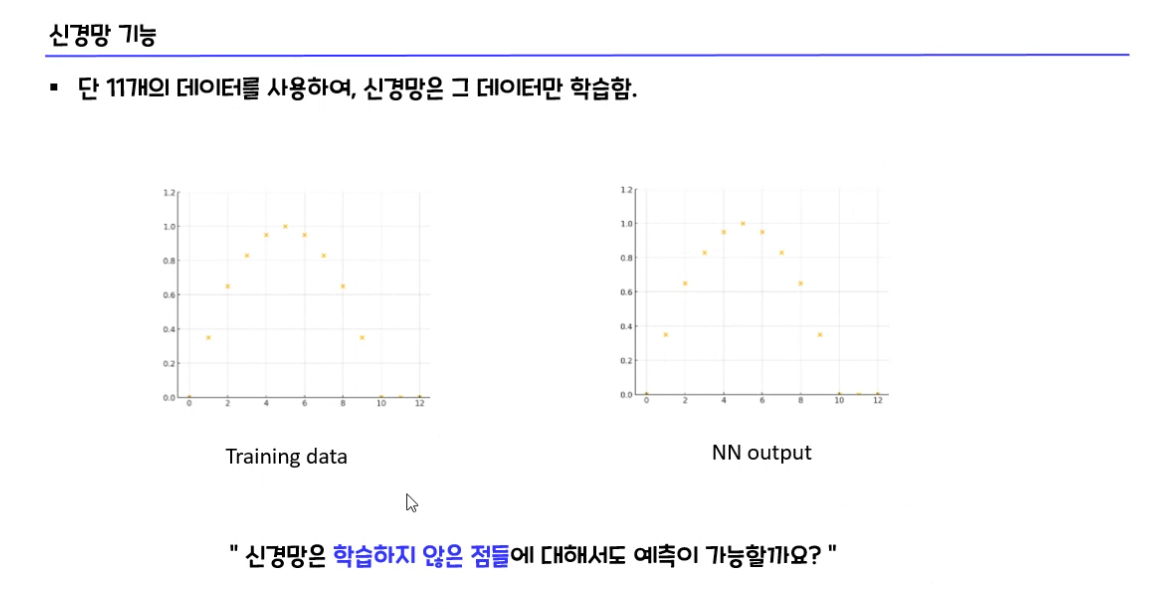 신경망 기능
▪ 단 11개의 데이터를 사용하여, 신경망은 그 데이터만 학습함.
1.2
1.0
0.8
0.6
0.4
0.2
0.0
0 2 4 6 8 10 12
Training data
1.2
1.0
0.8
0.6
0.4
0.2
0.0
0 2 4 6 8 10 12
NN output
" 신경망은 학습하지 않은 점들에 대해서도 예측이 가능할까요? "